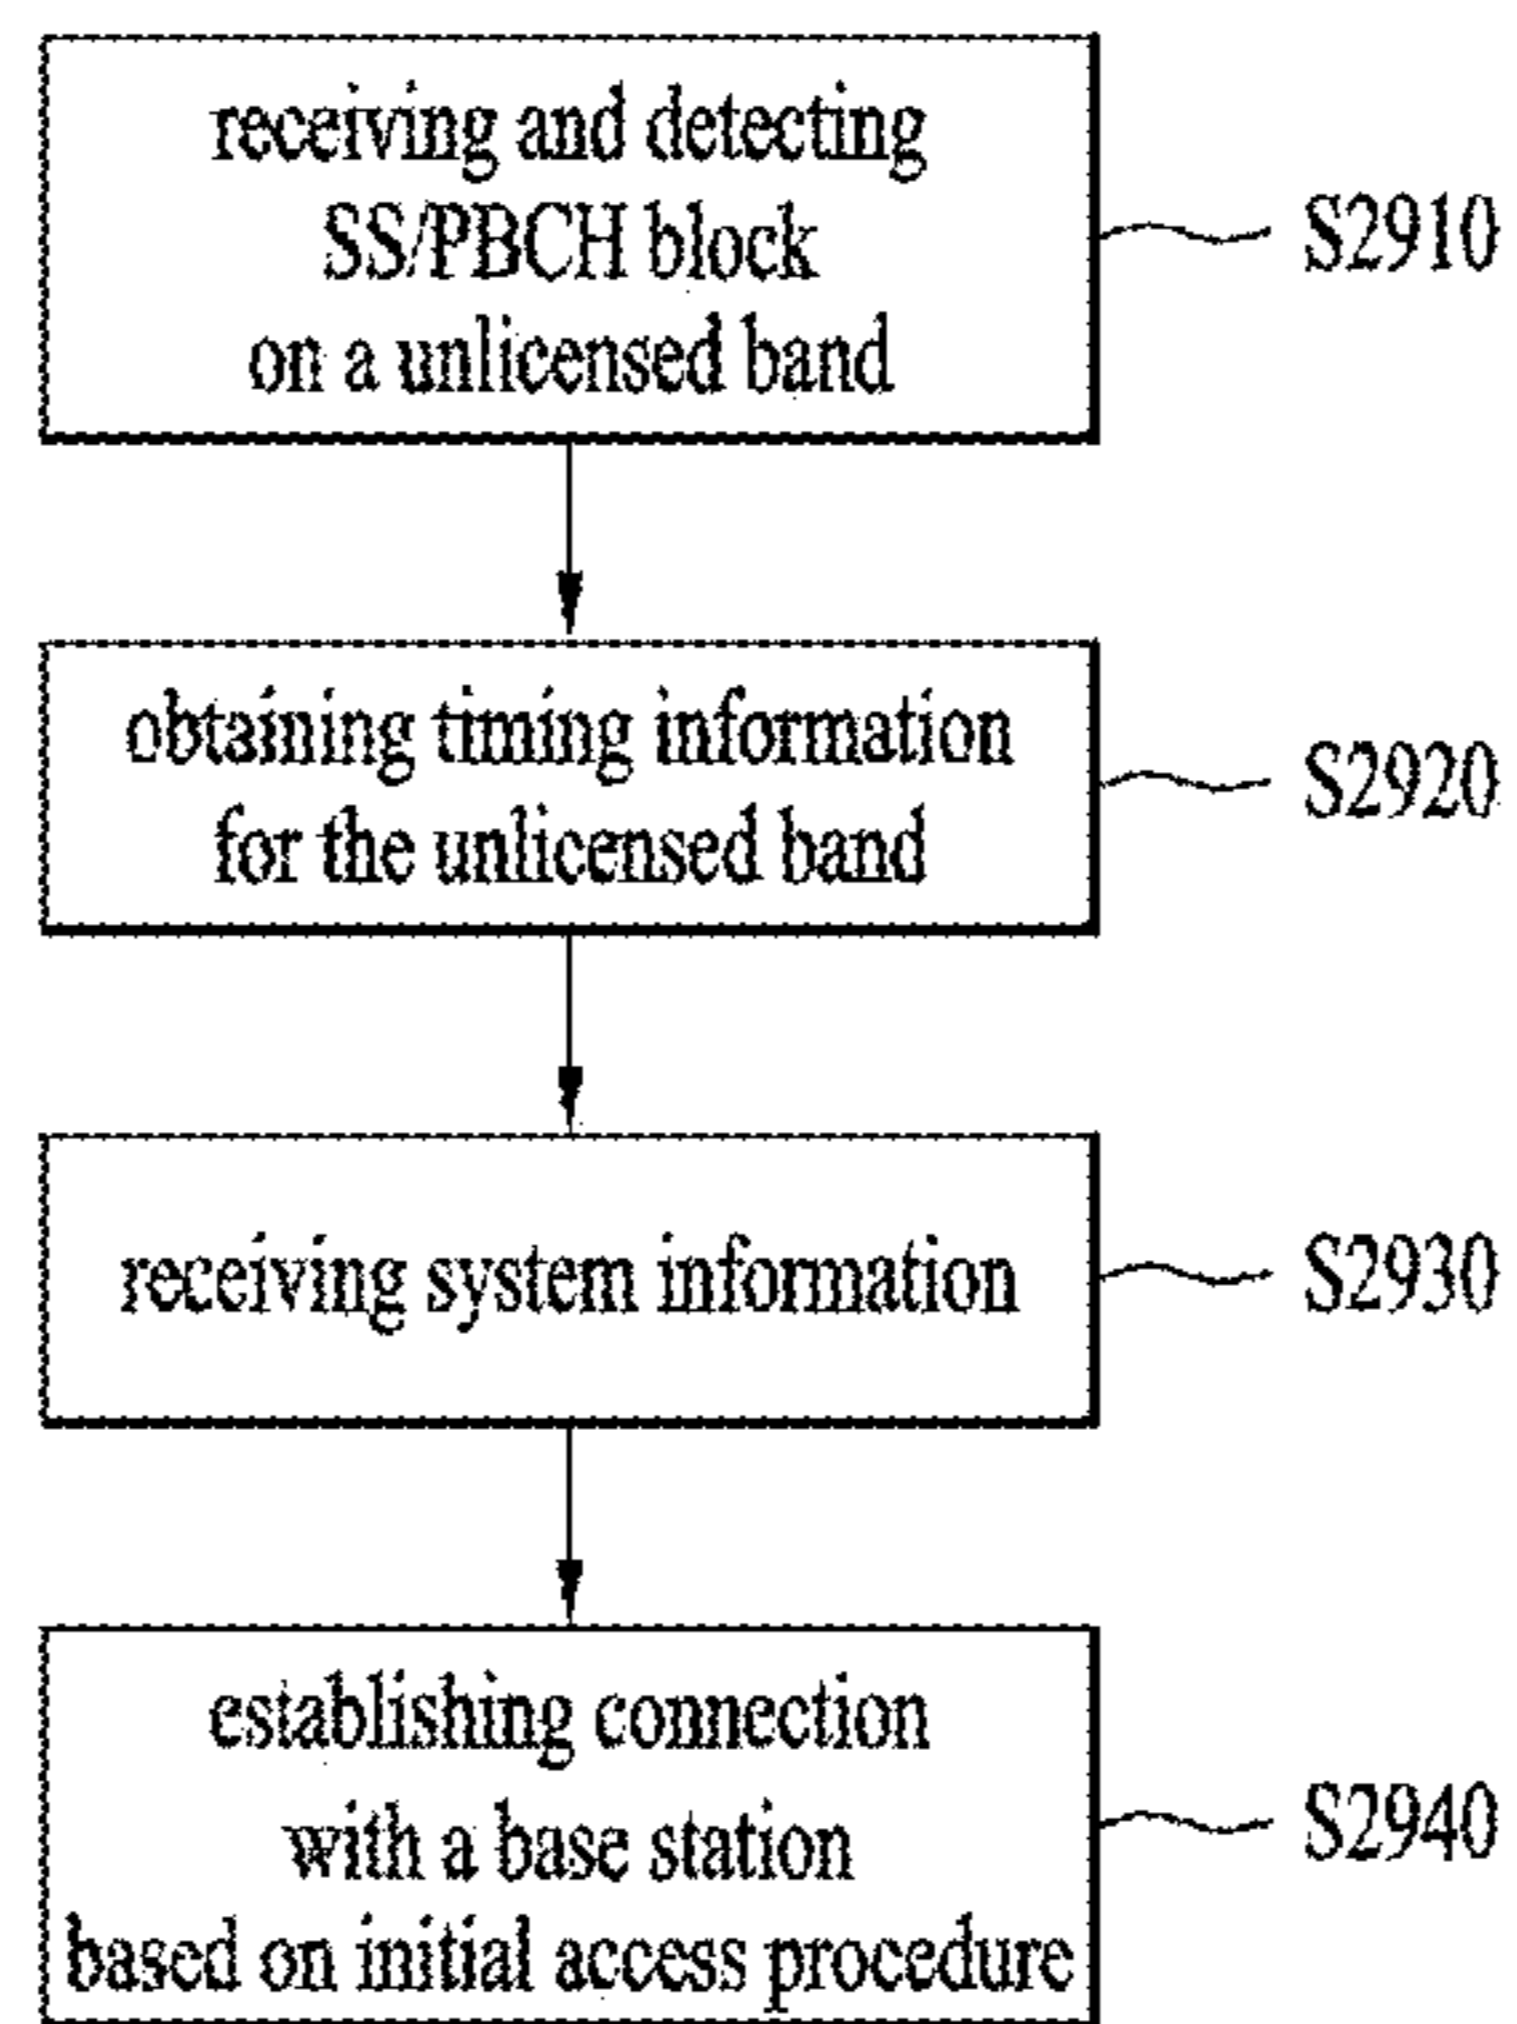 receiving and detecting
SS/PBCH block
on a unlicensed band
S2910
obtaining timing information
for the unlicensed band
S2920
receiving system information
S2930
establishing connection
with a base station
based on initial access procedure
S2940